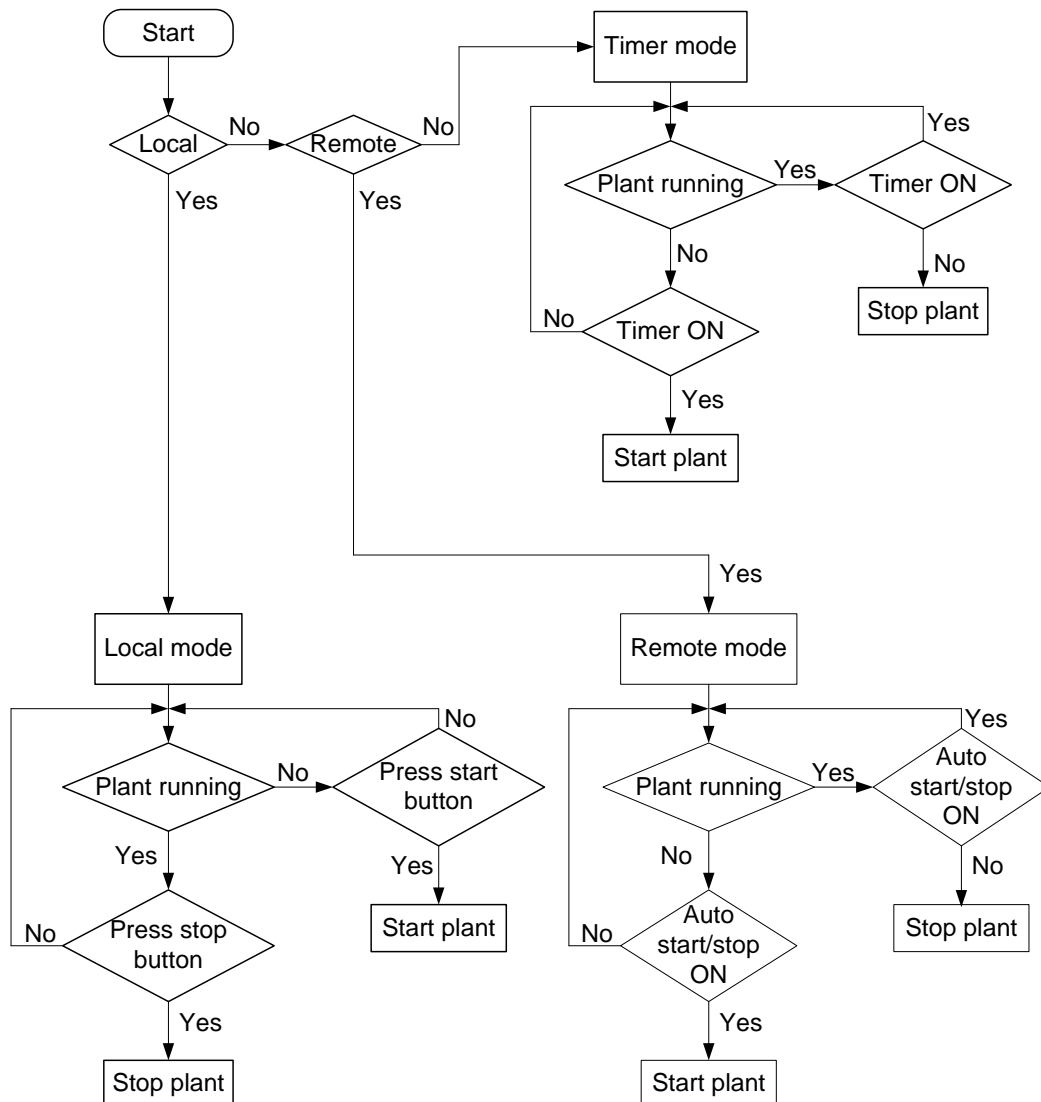 Start
Timer mode
Local
No
Remote
No
Yes
Yes
Plant running
Yes
Timer ON
Yes
No
No
Timer ON
No
Stop plant
Yes
Start plant
Yes
Local mode
Remote mode
No
Plant running
No
Press start
button
Yes
Yes
Start plant
No
Press stop
button
Yes
Stop plant
Yes
Plant running
Yes
Auto
start/stop
ON
No
No
Stop plant
No
Auto
start/stop
ON
Yes
Start plant